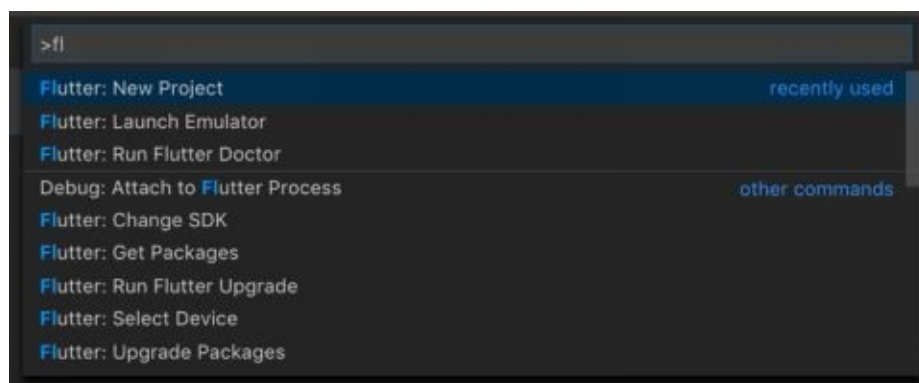 >fl
Flutter: New Project recently used
Flutter: Launch Emulator
Flutter: Run Flutter Doctor
Debug: Attach to Flutter Process other commands
Flutter: Change SDK
Flutter: Get Packages
Flutter: Run Flutter Upgrade
Flutter: Select Device
Flutter: Upgrade Packages